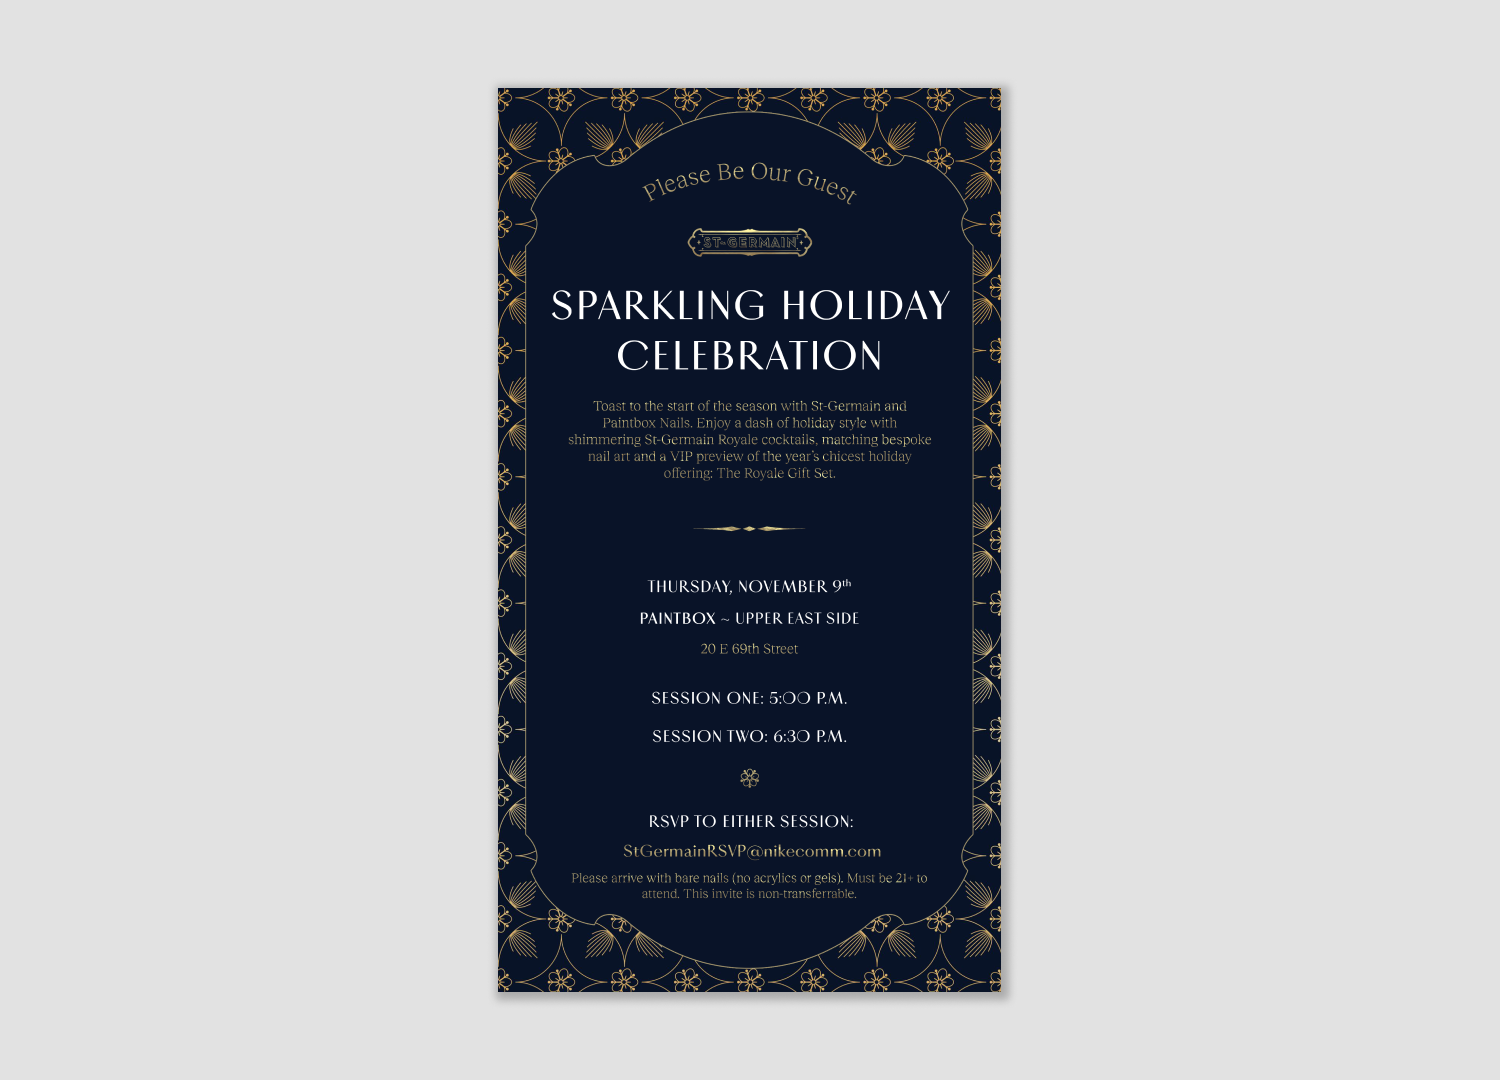 Please Be Our Guest
ST-GERMAIN
SPARKLING HOLIDAY
CELEBRATION
Toast to the start of the season with St-Germain and
Paintbox Nails. Enjoy a dash of holiday style with
shimmering St-Germain Royale cocktails, matching bespoke
nail art and a VIP preview of the year's chicest holiday
offering: The Royale Gift Set.
THURSDAY, NOVEMBER 9th
PAINTBOX ~ UPPER EAST SIDE
20 E 69th Street
SESSION ONE: 5:00 P.M.
SESSION TWO: 6:30 P.M.
RSVP TO EITHER SESSION:
StGermainRSVP@nikecomm.com
Please arrive with bare nails (no acrylics or gels). Must be 21+ to
attend. This invite is non-transferrable.